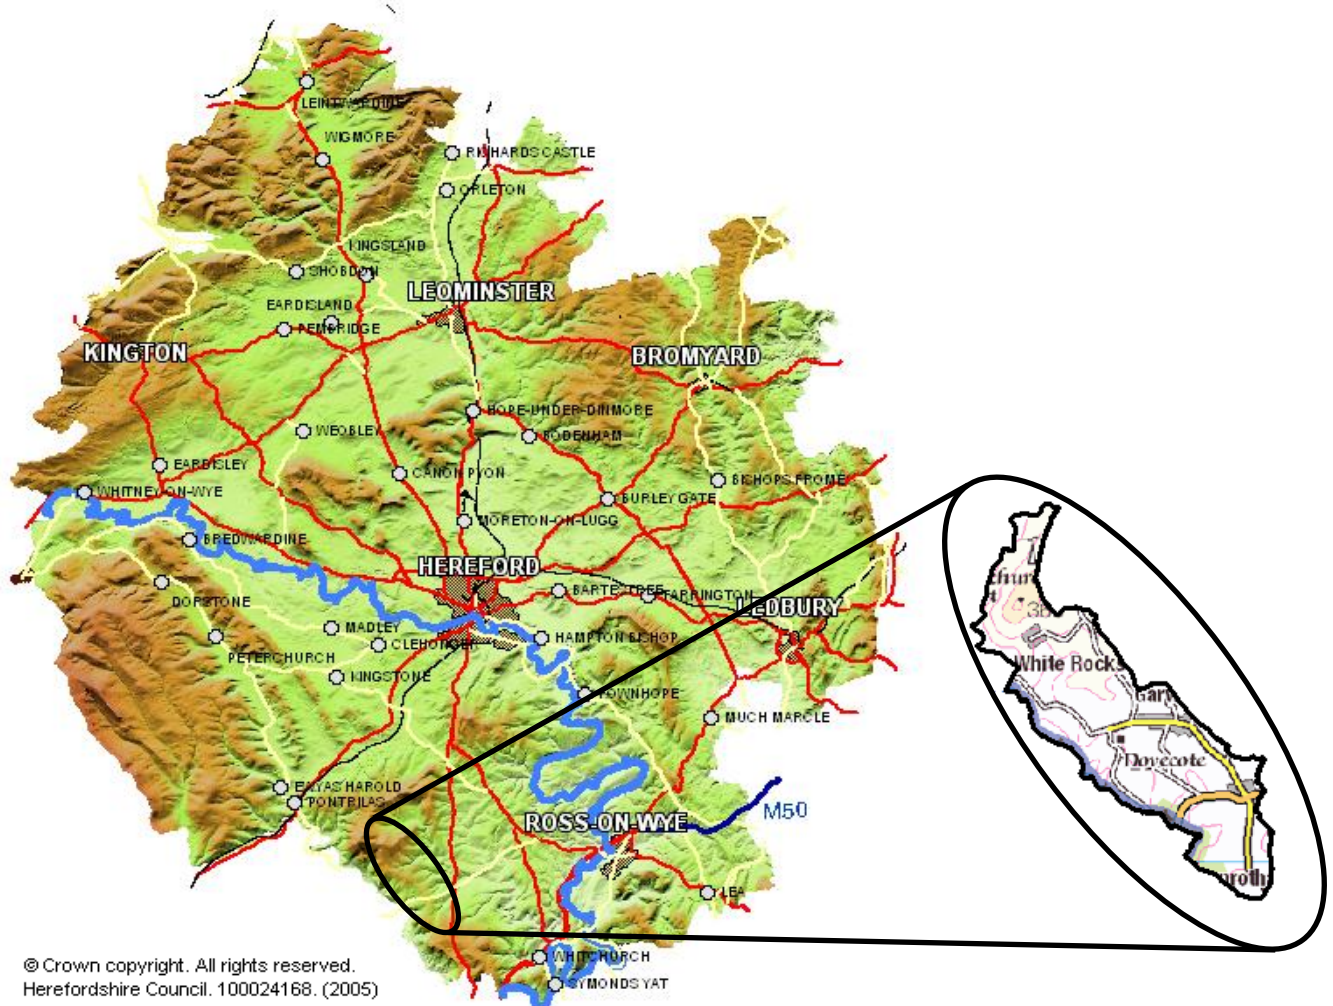 LEINTWARDINE
WIGMORE
RICHARDS CASTLE
ORLETON
KINGSLAND
SHOBDON
LEOMINSTER
EARDISLAND
PEMBRIDGE
KINGTON
BROMYARD
HOPE-UNDER-DINMORE
WEOBLEY
BODENHAM
EARDISLEY
CANON PYON
BISHOPS FROME
WHITNEY-ON-WYE
BURLEY GATE
MORETON-ON-LUGG
BREDWARDINE
HEREFORD
BARTESTREE
TARRINGTON
DORSTONE
LEDBURY
MADLEY
HAMPTON BISHOP
CLEHONGER
PETERCHURCH
KINGSTONE
White Rocks
Gary
MUCH MARCLE
Dovecote
EWYAS HAROLD
PONTRILAS
M50
ROSS-ON-WYE
LEA
WHITCHURCH
SYMONDS YAT
© Crown copyright. All rights reserved.
Herefordshire Council. 100024168. (2005)